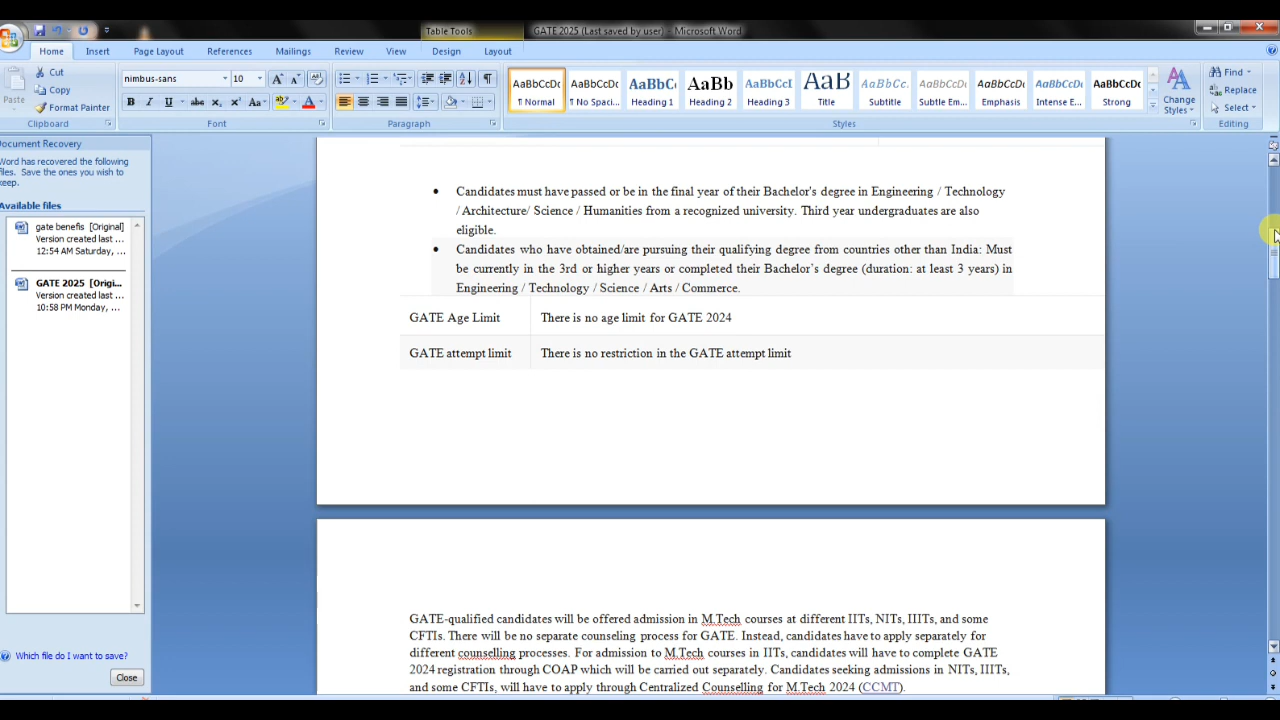 Table Tools
GATE 2025 (Last saved by user) - Microsoft Word
Home Insert Page Layout References Mailings Review View Design Layout
Paste
Cut
Copy
Format Painter
Clipboard
nimbus-sans 10
Font
Paragraph
AaBbCcDc AaBbCcDc AaBbC AaBb AaBbCcI AaB AaBbCcI AaBbCcDc AaBbCcDc AaBbCcDc AaBbCcDc
¶ Normal ¶ No Spaci... Heading 1 Heading 2 Heading 3 Title Subtitle Subtle Em... Emphasis Intense E... Strong
Change Styles
Styles
Find
Replace
Select
Editing
Document Recovery
Word has recovered the following
files. Save the ones you wish to
keep.
Available files
gate benefis [Original]
Version created last ...
12:54 AM Saturday, ...
GATE 2025 [Origi...
Version created last ...
10:58 PM Monday, ...
Which file do I want to save?
Close
• Candidates must have passed or be in the final year of their Bachelor's degree in Engineering / Technology
/Architecture/ Science / Humanities from a recognized university. Third year undergraduates are also
eligible.
• Candidates who have obtained/are pursuing their qualifying degree from countries other than India: Must
be currently in the 3rd or higher years or completed their Bachelor's degree (duration: at least 3 years) in
Engineering / Technology / Science / Arts / Commerce.
GATE Age Limit There is no age limit for GATE 2024
GATE attempt limit There is no restriction in the GATE attempt limit
GATE-qualified candidates will be offered admission in M.Tech courses at different IITs, NITs, IIITs, and some
CFTIs. There will be no separate counseling process for GATE. Instead, candidates have to apply separately for
different counselling processes. For admission to M.Tech courses in IITs, candidates will have to complete GATE
2024 registration through COAP which will be carried out separately. Candidates seeking admissions in NITs, IIITs,
and some CFTIs, will have to apply through Centralized Counselling for M.Tech 2024 (CCMT).